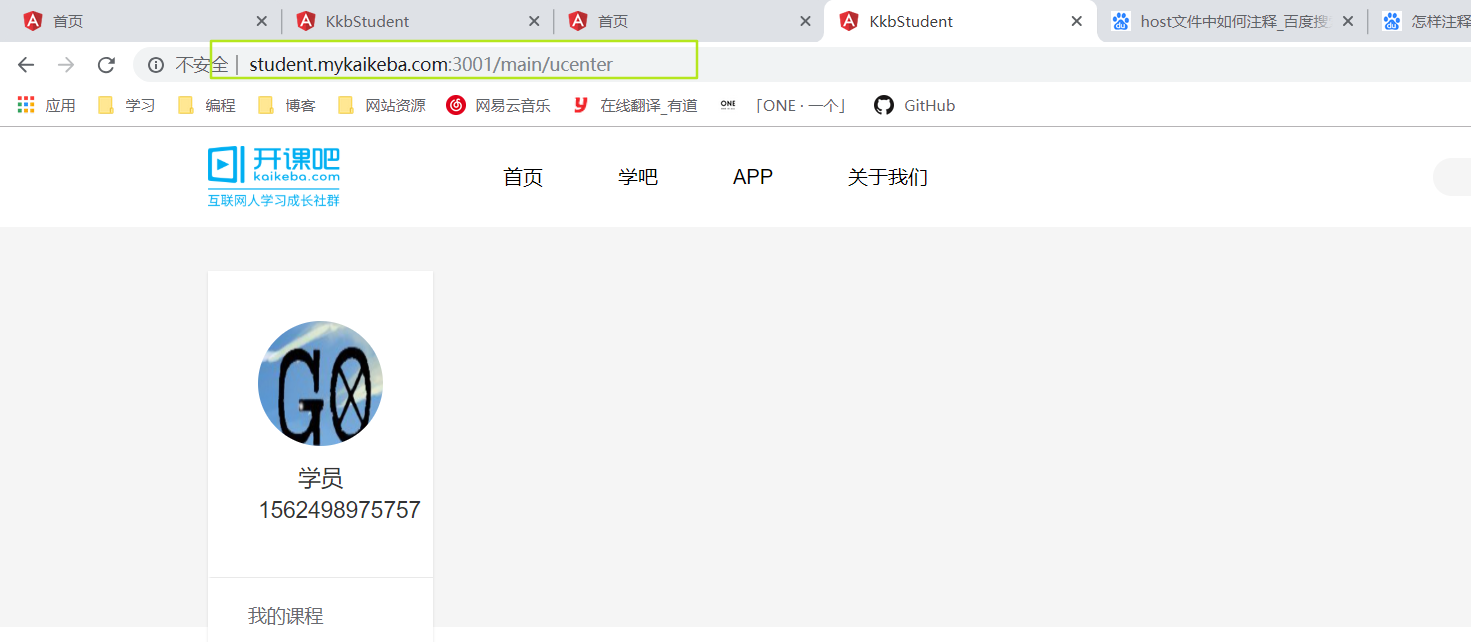 首页 KkbStudent 首页 KkbStudent host文件中如何注释_百度搜 怎样注释
不安全 | student.mykaikeba.com:3001/main/ucenter
应用 学习 编程 博客 网站资源 网易云音乐 在线翻译_有道 ONE 「ONE · 一个」 GitHub
开课吧
kaikeba.com
互联网人学习成长社群
首页 学吧 APP 关于我们
GO
学员
1562498975757
我的课程